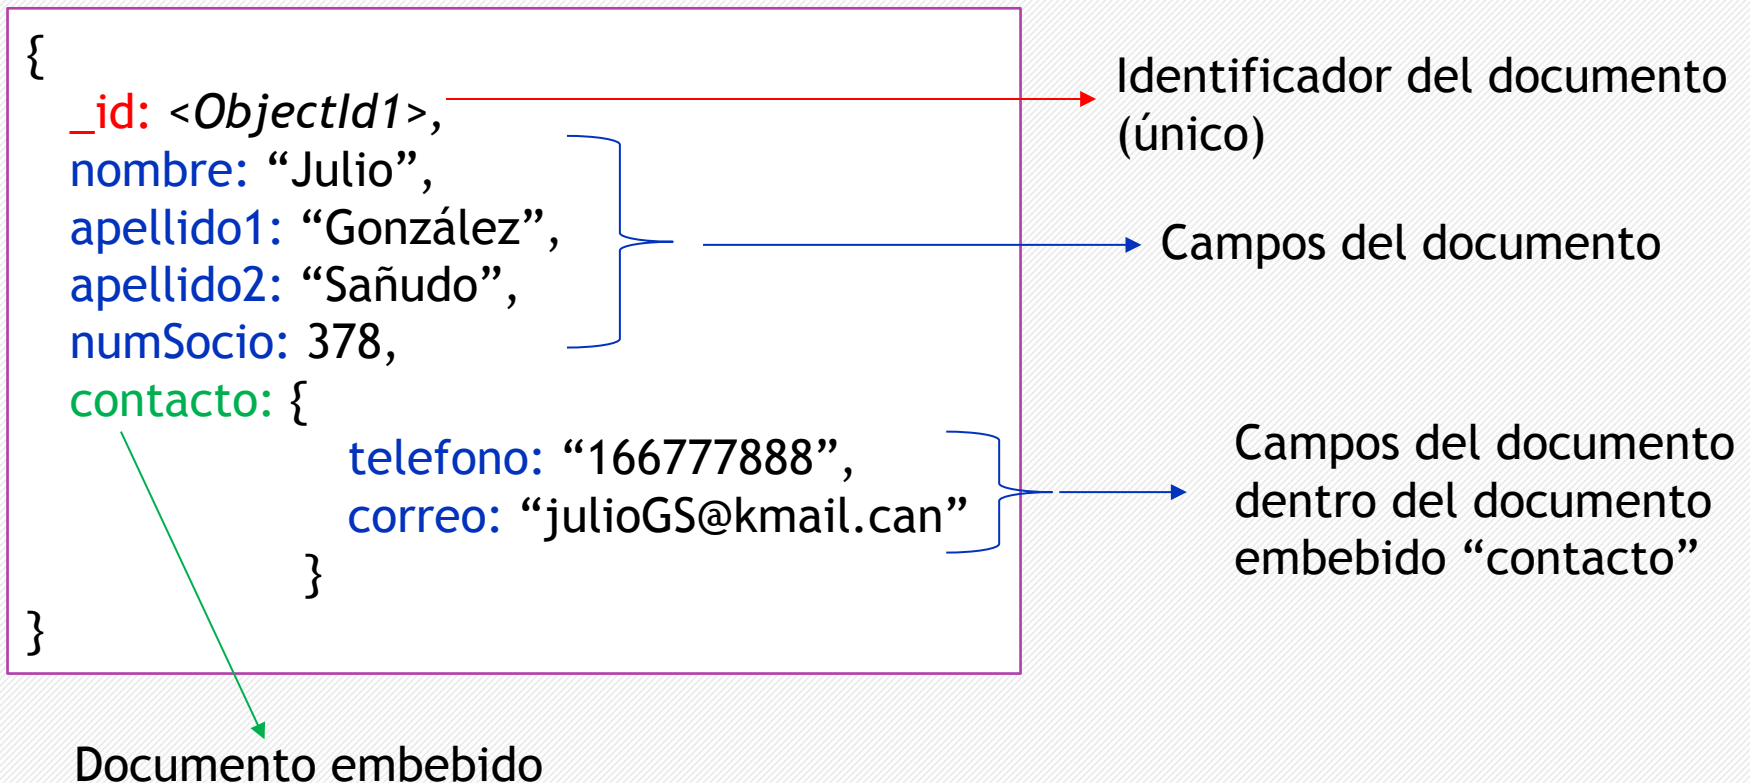 {
_id: <ObjectId1>,
nombre: “Julio”,
apellido1: “González”,
apellido2: “Sañudo”,
numSocio: 378,
contacto: {
telefono: “166777888”,
correo: “julioGS@kmail.can”
}
}
Identificador del documento
(único)
Campos del documento
Campos del documento
dentro del documento
embebido “contacto”
Documento embebido